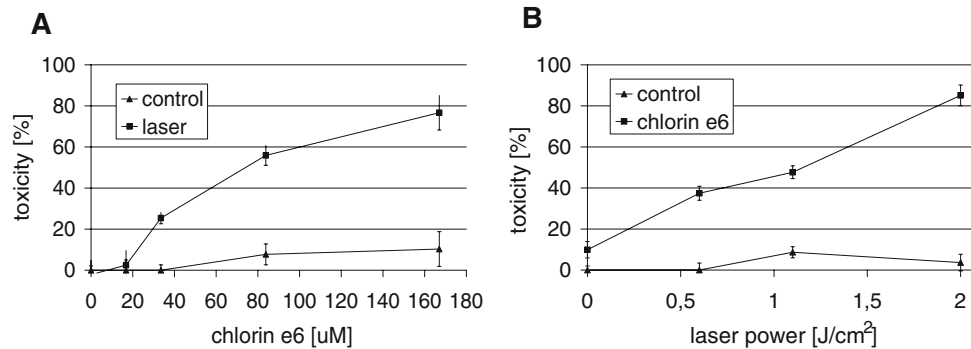 A
toxicity [%]
100
80
60
40
20
0
control
laser
0 20 40 60 80 100 120 140 160 180
chlorin e6 [uM]
B
toxicity [%]
100
80
60
40
20
0
control
chlorin e6
0 0,5 1 1,5 2
laser power [J/cm²]